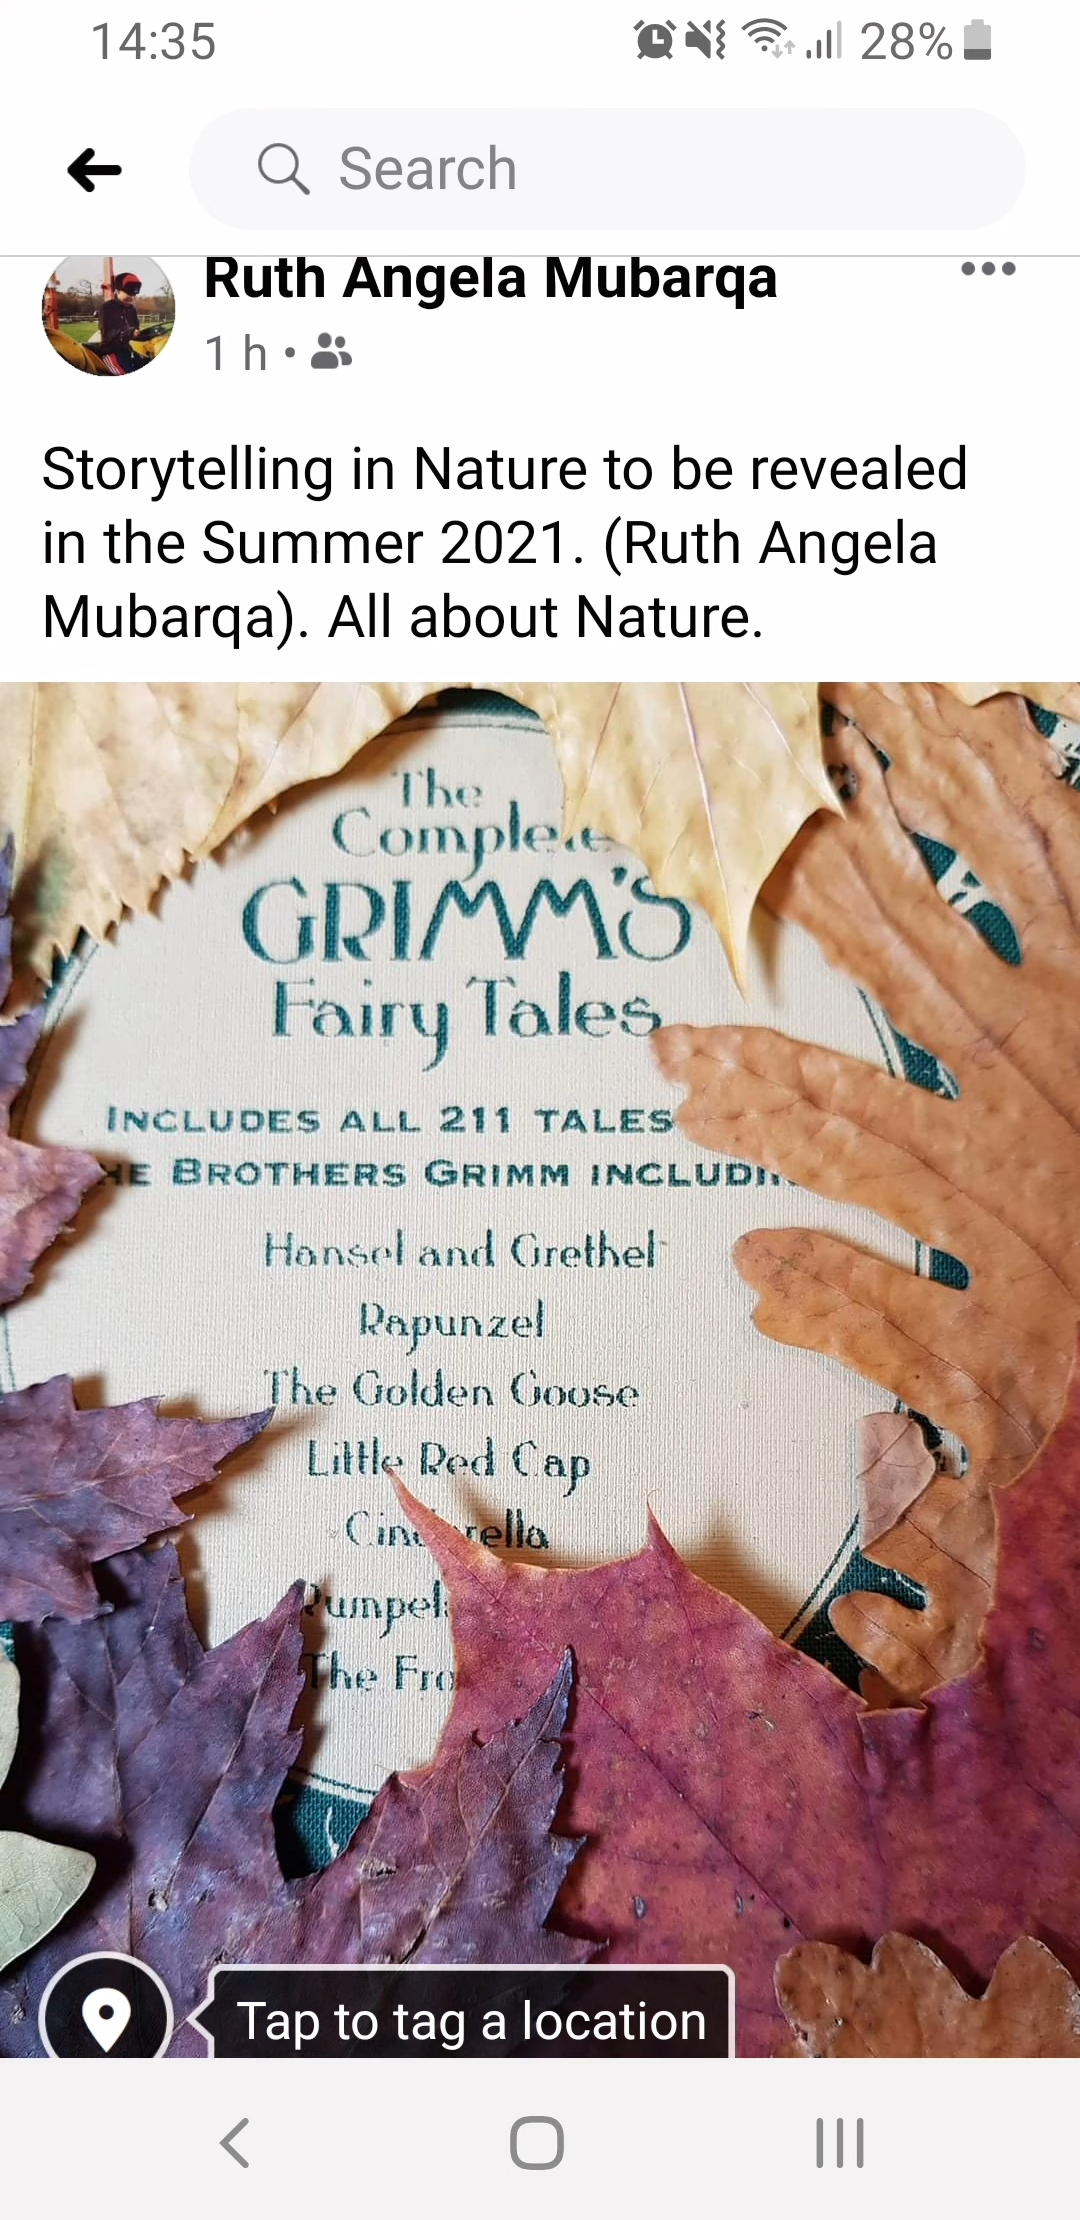 14:35 28%
Search
Ruth Angela Mubarqa
1 h
Storytelling in Nature to be revealed
in the Summer 2021. (Ruth Angela
Mubarqa). All about Nature.
The
GRIMM'S
Fairy Tales
INCLUDES ALL 211 TALES
BROTHERS GRIMM
Hansel and Grethel
Rapunzel
The Golden Goose
Little Red Cap
The
Tap to tag a location